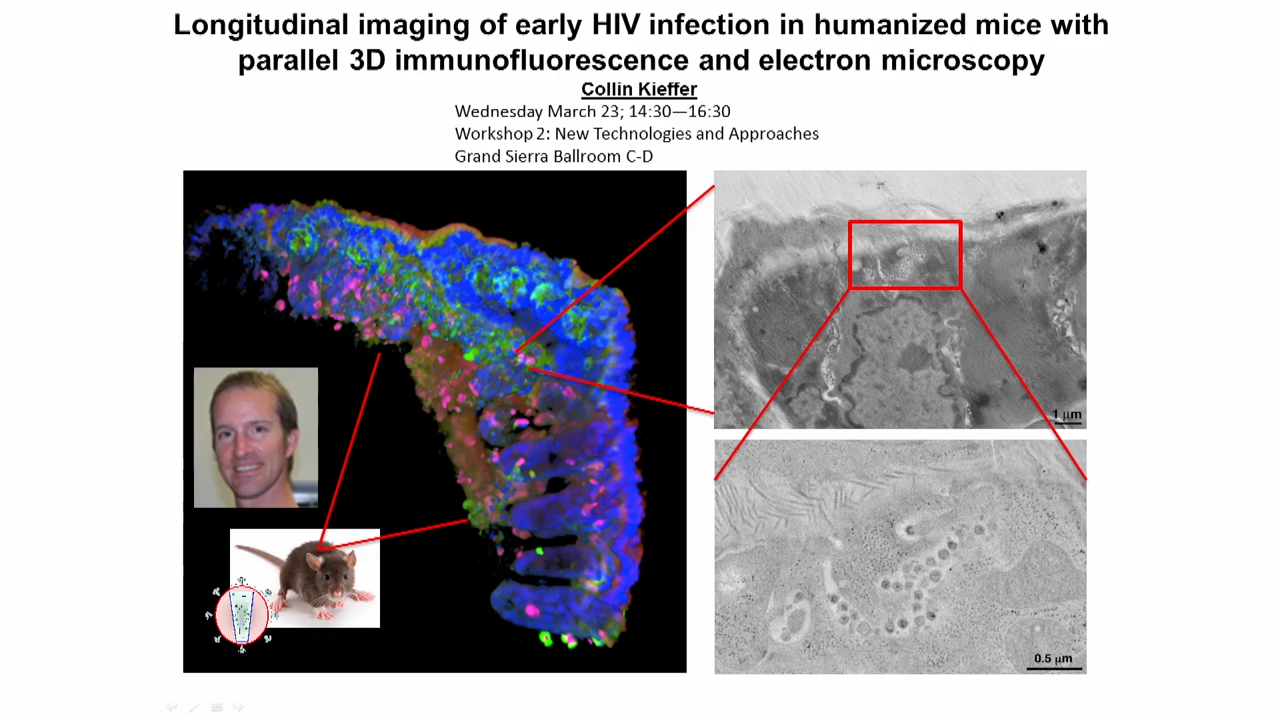 Longitudinal imaging of early HIV infection in humanized mice with
parallel 3D immunofluorescence and electron microscopy
Collin Kieffer
Wednesday March 23; 14:30—16:30
Workshop 2: New Technologies and Approaches
Grand Sierra Ballroom C-D
1 µm
0.5 µm